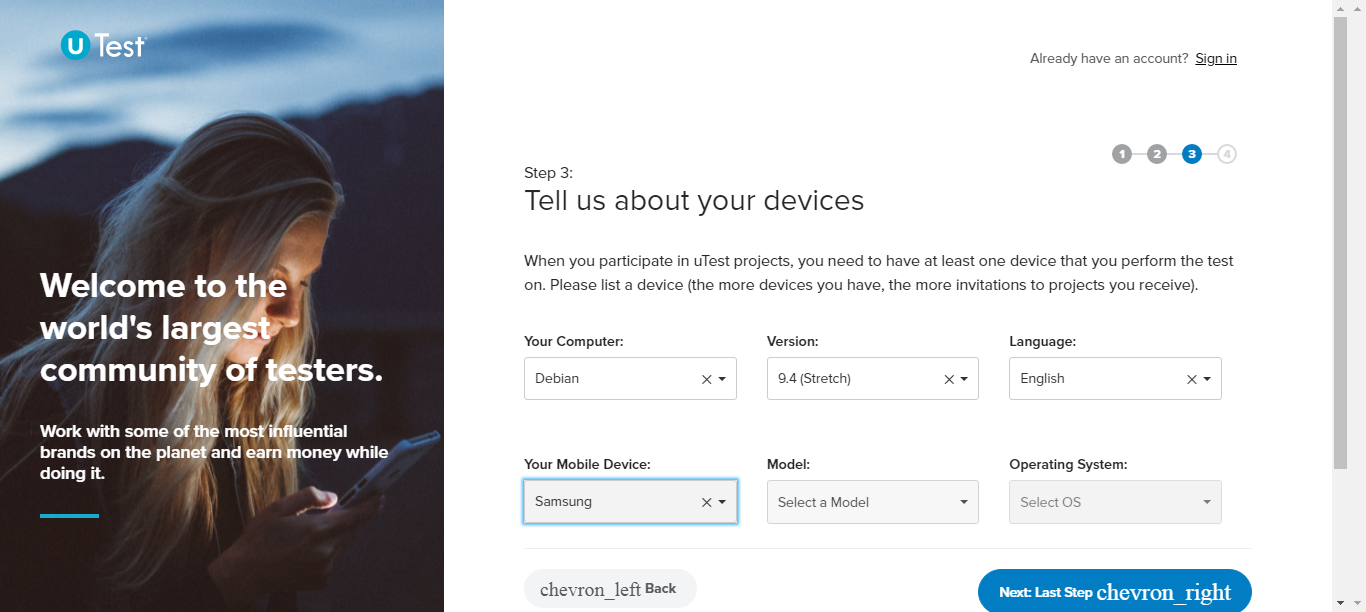 uTest
Already have an account? Sign in
1 2 3 4
Step 3:
Tell us about your devices
When you participate in uTest projects, you need to have at least one device that you perform the test
on. Please list a device (the more devices you have, the more invitations to projects you receive).
Welcome to the
world's largest
community of testers.
Work with some of the most influential
brands on the planet and earn money while
doing it.
Your Computer: Version: Language:
Debian 9.4 (Stretch) English
Your Mobile Device: Model: Operating System:
Samsung Select a Model Select OS
chevron_left Back Next: Last Step chevron_right